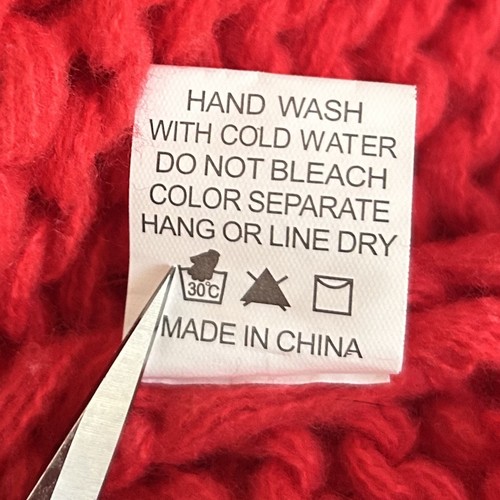 HAND WASH
WITH COLD WATER
DO NOT BLEACH
COLOR SEPARATE
HANG OR LINE DRY
30°C
MADE IN CHINA